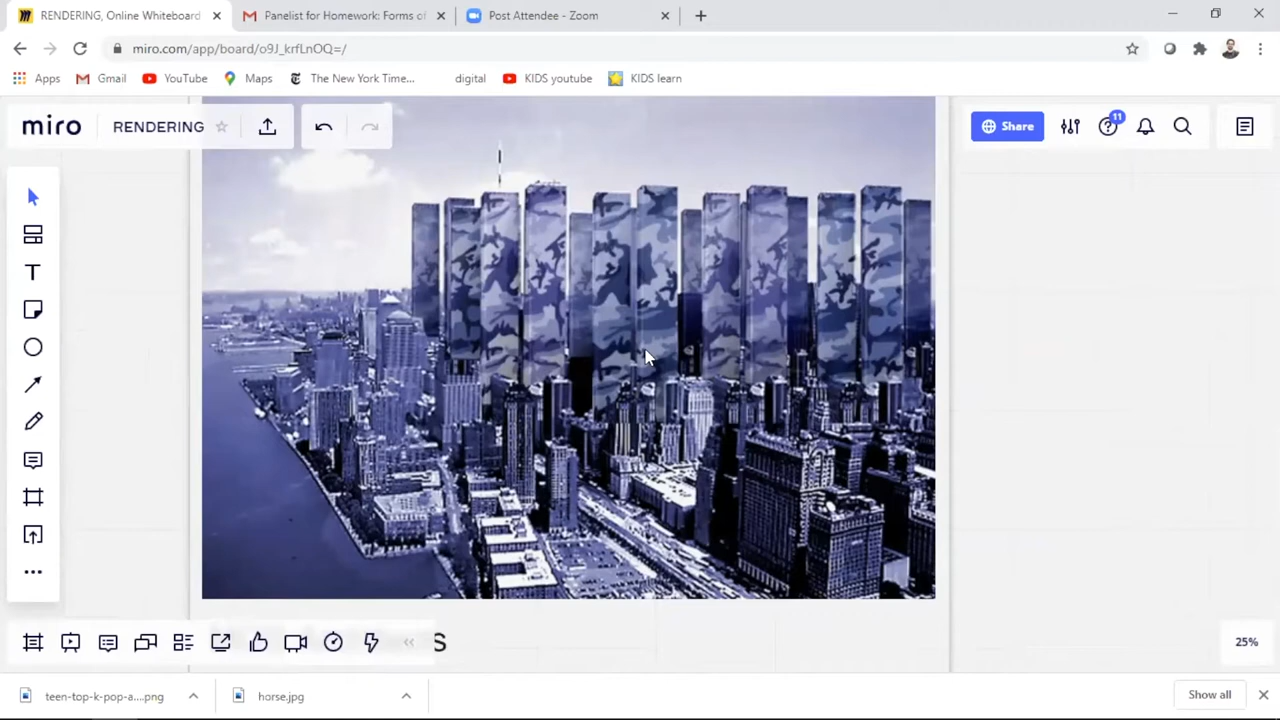 RENDERING, Online Whiteboard
Panelist for Homework: Forms of
Post Attendee - Zoom
miro.com/app/board/o9J_krfLnOQ=/
Apps Gmail YouTube Maps The New York Time... digital KIDS youtube KIDS learn
miro RENDERING Share 11
T
S
25%
teen-top-k-pop-a....png horse.jpg Show all